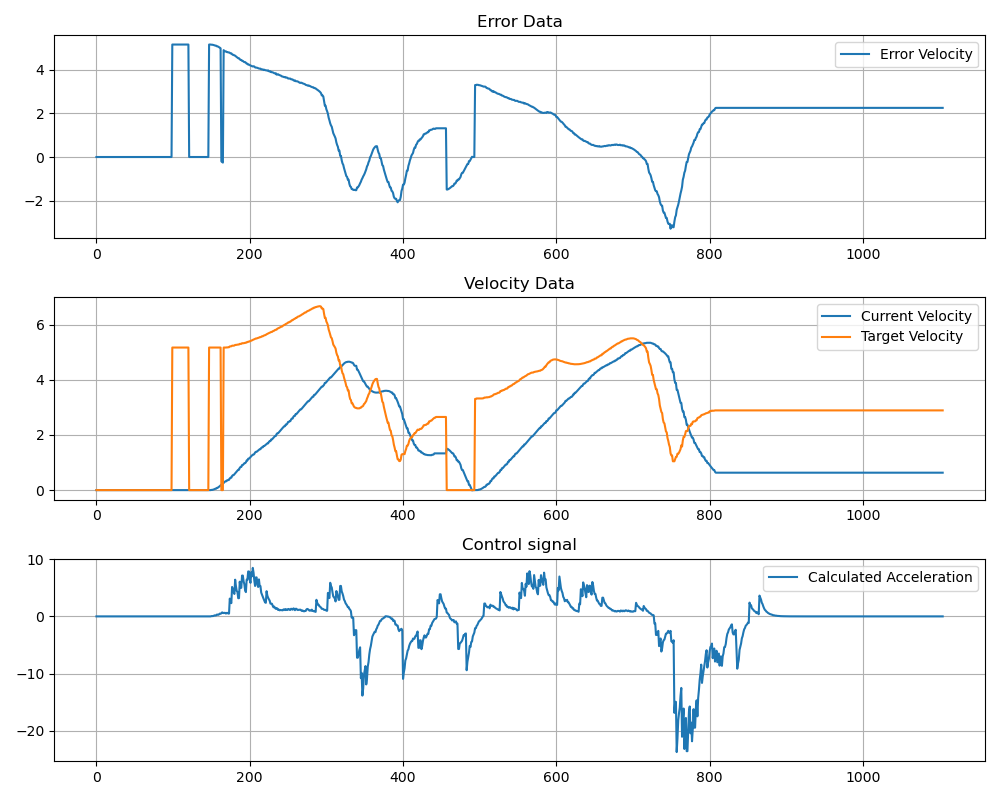 Error Data
Error Velocity
4
2
0
−2
0 200 400 600 800 1000
Velocity Data
Current Velocity
Target Velocity
6
4
2
0
0 200 400 600 800 1000
Control signal
Calculated Acceleration
10
0
−10
−20
0 200 400 600 800 1000